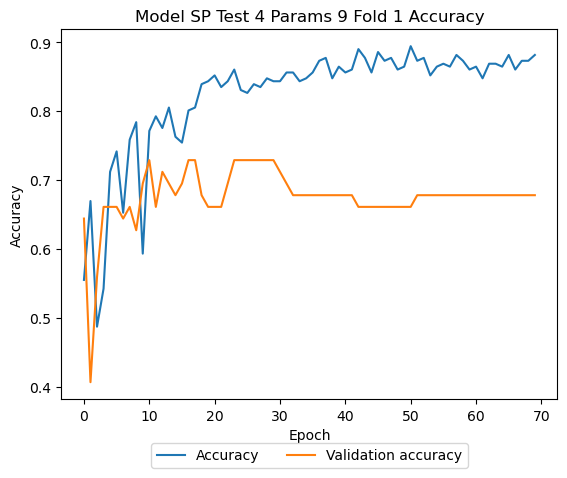 Model SP Test 4 Params 9 Fold 1 Accuracy
0.9
0.8
0.7
0.6
0.5
0.4
Accuracy
0 10 20 30 40 50 60 70
Epoch
Accuracy Validation accuracy